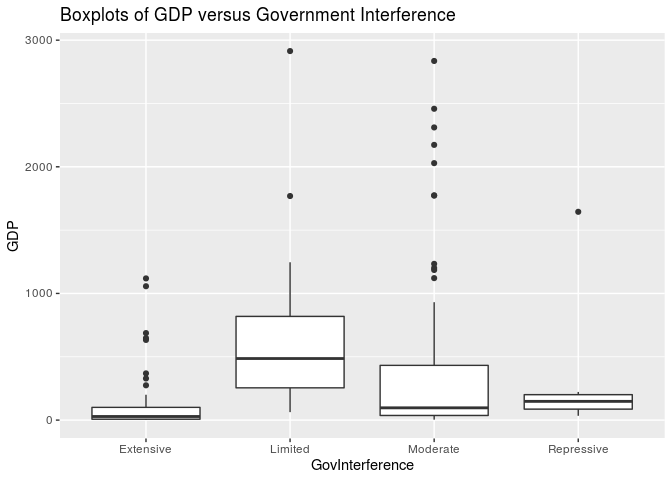 Boxplots of GDP versus Government Interference
3000
2000
1000
0
GDP
Extensive Limited Moderate Repressive
GovInterference